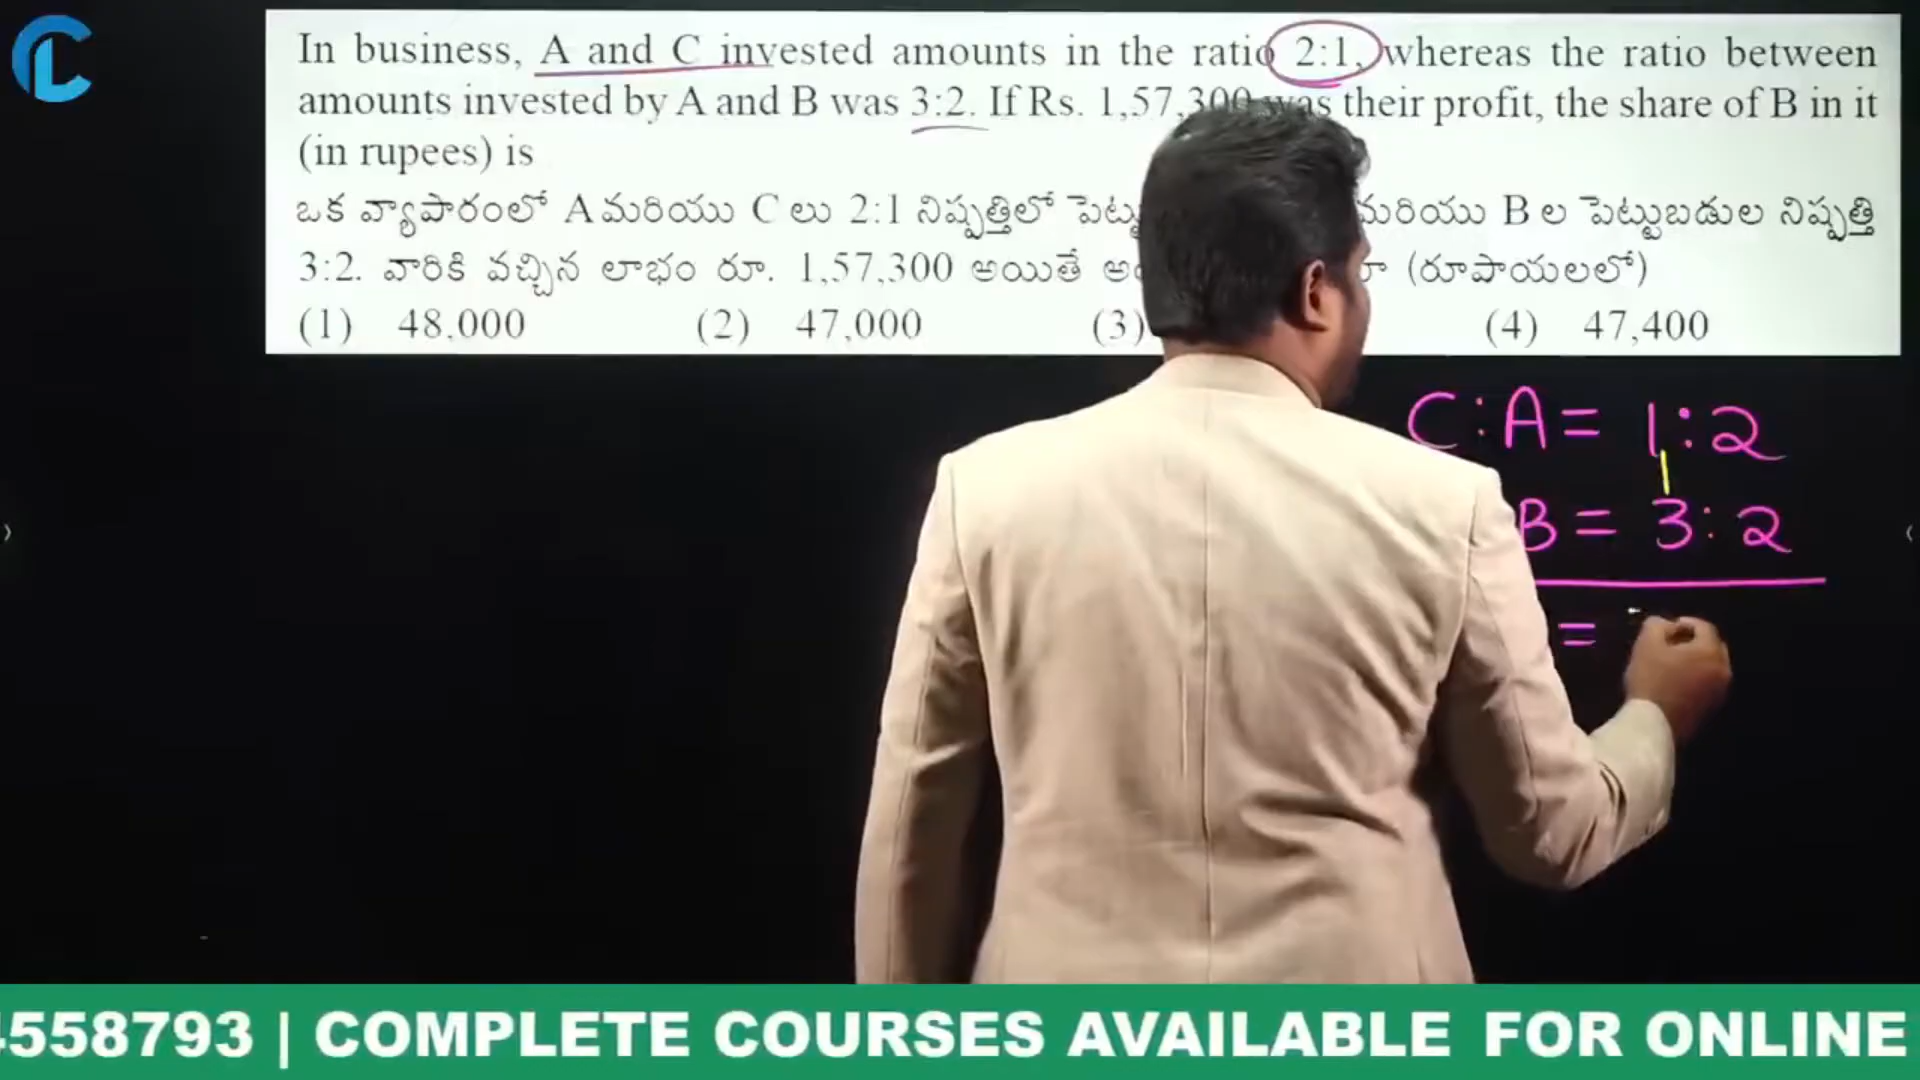 In business, A and C invested amounts in the ratio 2:1, whereas the ratio between
amounts invested by A and B was 3:2. If Rs. 1,57,300 was their profit, the share of B in it
(in rupees) is
ఒక వ్యాపారంలో A మరియు C లు 2:1 నిష్పత్తిలో మరియు B ల పెట్టుబడుల నిష్పత్తి
3:2. వారికి వచ్చిన లాభం రూ. 1,57,300 అయితే (రూపాయలలో)
(1) 48,000 (2) 47,000 (3) (4) 47,400
C:A = 1:2
B = 3:2
=
4558793 | COMPLETE COURSES AVAILABLE FOR ONLINE